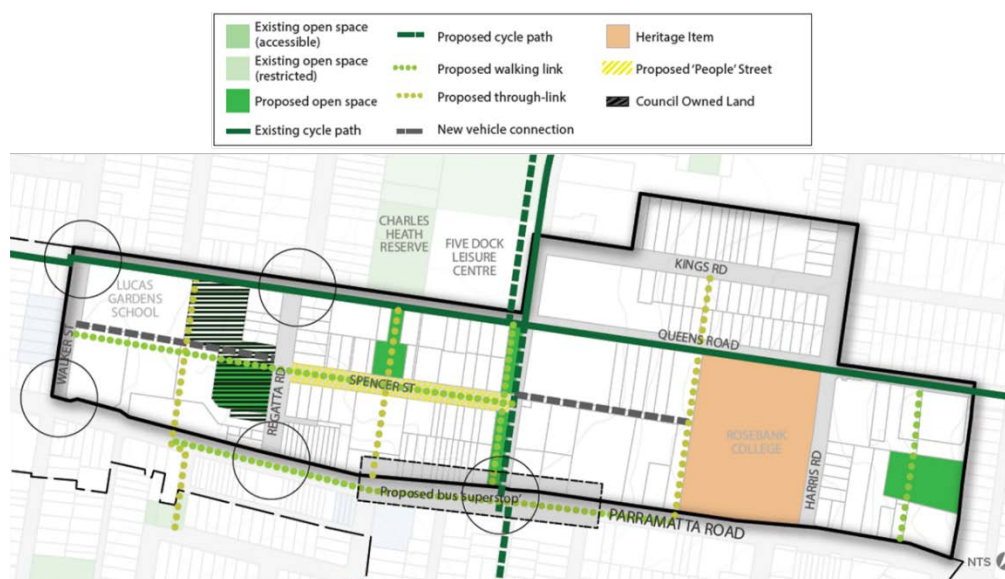 Existing open space
(accessible)
Existing open space
(restricted)
Proposed open space
Existing cycle path
Proposed cycle path
Proposed walking link
Proposed through-link
New vehicle connection
Heritage Item
Proposed 'People' Street
Council Owned Land
CHARLES
HEATH
RESERVE
FIVE DOCK
LEISURE
CENTRE
KINGS RD
LUCAS
GARDENS
SCHOOL
QUEENS ROAD
WALKER ST
REGATTA RD
SPENCER ST
ROSEBANK
COLLEGE
HARRIS RD
Proposed bus 'superstop'
PARRAMATTA ROAD
NTS